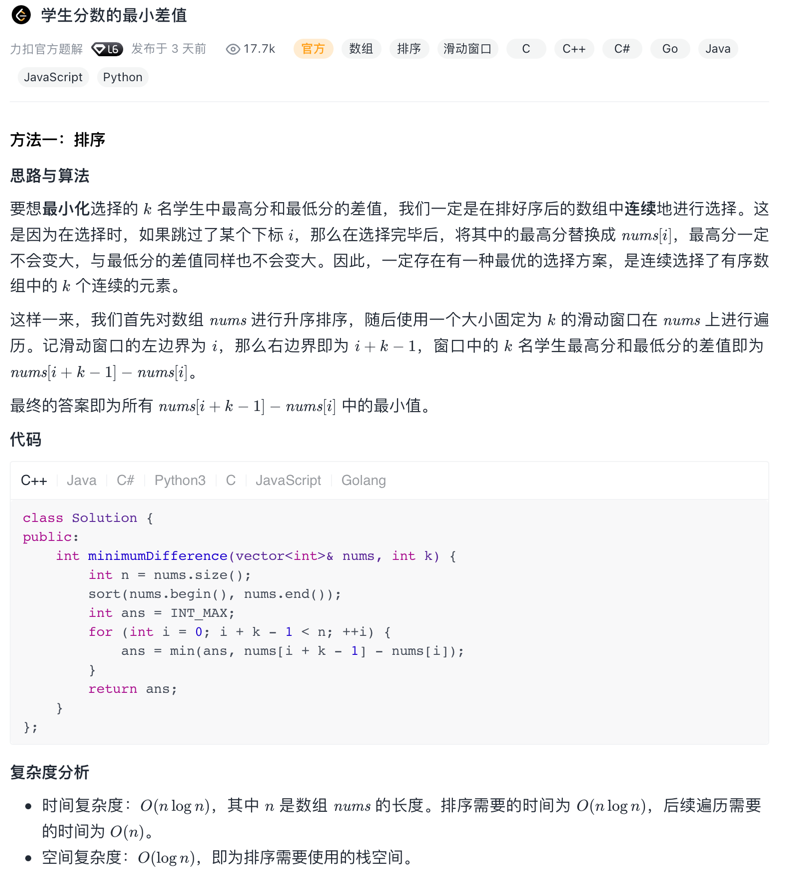 学生分数的最小差值
力扣官方题解 L6 发布于 3 天前 17.7k 官方 数组 排序 滑动窗口 C C++ C# Go Java
JavaScript Python
方法一：排序
思路与算法
要想最小化选择的 k 名学生中最高分和最低分的差值，我们一定是在排好序后的数组中连续地进行选择。这
是因为在选择时，如果跳过了某个下标 i，那么在选择完毕后，将其中的最高分替换成 nums[i]，最高分一定
不会变大，与最低分的差值同样也不会变大。因此，一定存在有一种最优的选择方案，是连续选择了有序数
组中的 k 个连续的元素。
这样一来，我们首先对数组 nums 进行升序排序，随后使用一个大小固定为 k 的滑动窗口在 nums 上进行遍
历。记滑动窗口的左边界为 i，那么右边界即为 i + k − 1，窗口中的 k 名学生最高分和最低分的差值即为
nums[i + k − 1] − nums[i]。
最终的答案即为所有 nums[i + k − 1] − nums[i] 中的最小值。
代码
C++ Java C# Python3 C JavaScript Golang
class Solution {
public:
    int minimumDifference(vector<int>& nums, int k) {
        int n = nums.size();
        sort(nums.begin(), nums.end());
        int ans = INT_MAX;
        for (int i = 0; i + k - 1 < n; ++i) {
            ans = min(ans, nums[i + k - 1] - nums[i]);
        }
        return ans;
    }
};
复杂度分析
• 时间复杂度：O(n log n)，其中 n 是数组 nums 的长度。排序需要的时间为 O(n log n)，后续遍历需要
的时间为 O(n)。
• 空间复杂度：O(log n)，即为排序需要使用的栈空间。